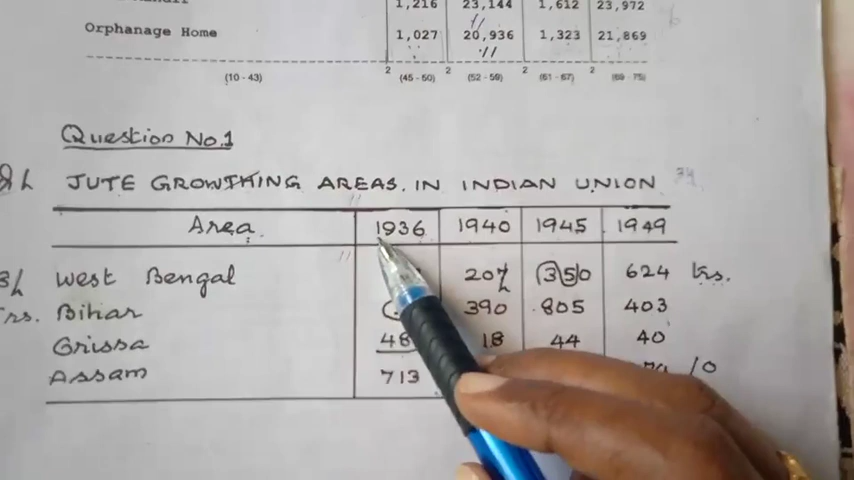 1,216 23,144 1,612 23,972
Orphanage Home 1,027 20,936 1,323 21,869
2 2 2 2
(10 - 43) (45 - 50) (52 - 59) (61 - 67) (69 - 75)
Question No.1
JUTE GROWTHING AREAS. IN INDIAN UNION
Area 1936 1940 1945 1949
West Bengal 207 350 624 trs.
trs. Bihar 390 805 403
Grissa 48 18 44 40
Assam 713